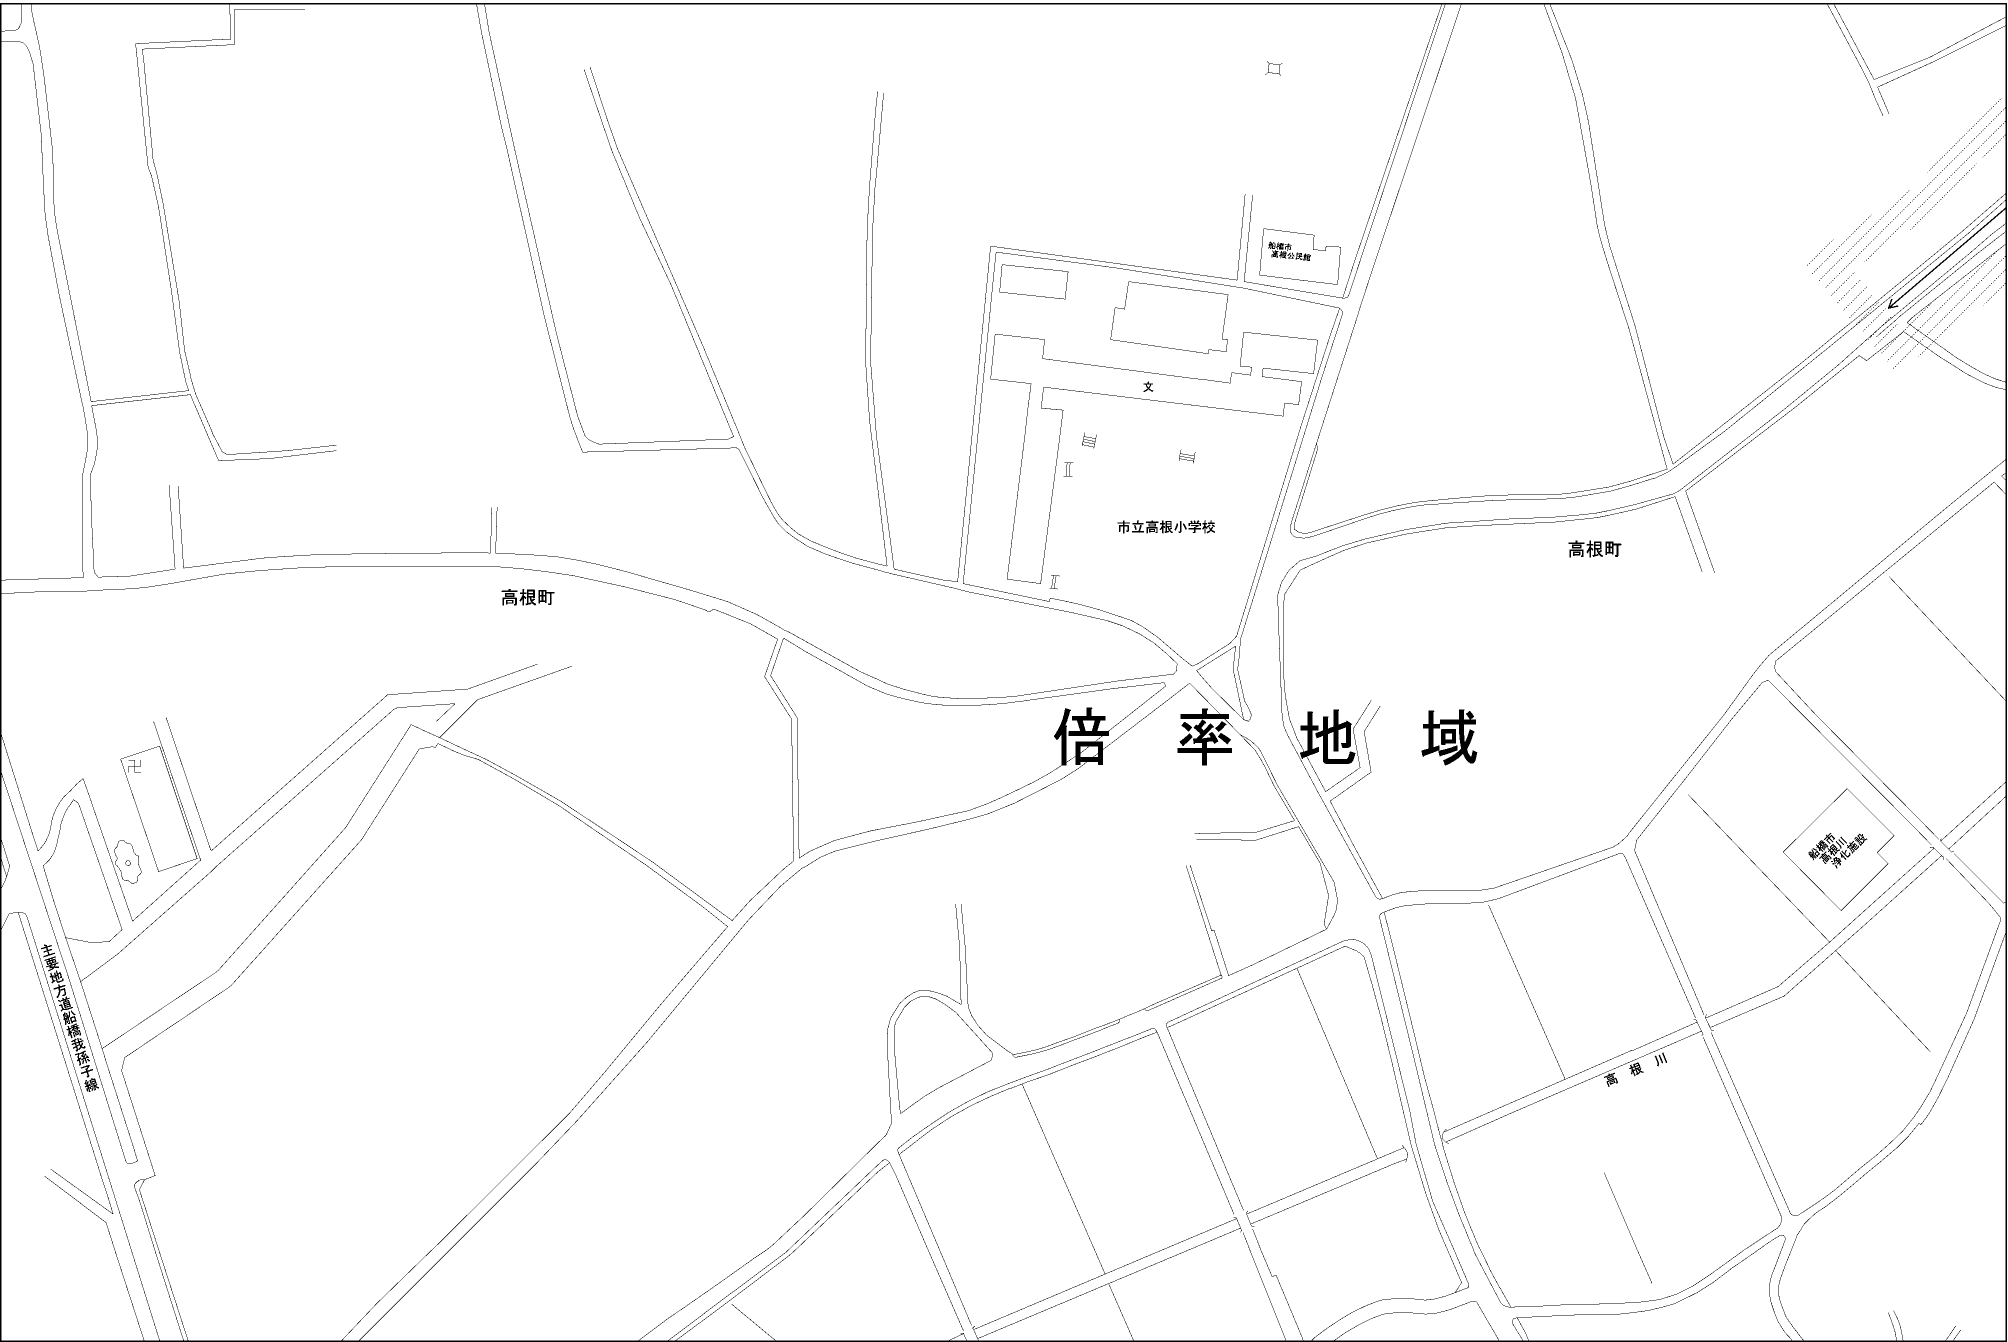 船橋市
高根公民館
文
市立高根小学校
高根町
高根町
倍率地域
卍
船橋市
高根川
浄化施設
主要地方道船橋我孫子線
高根川